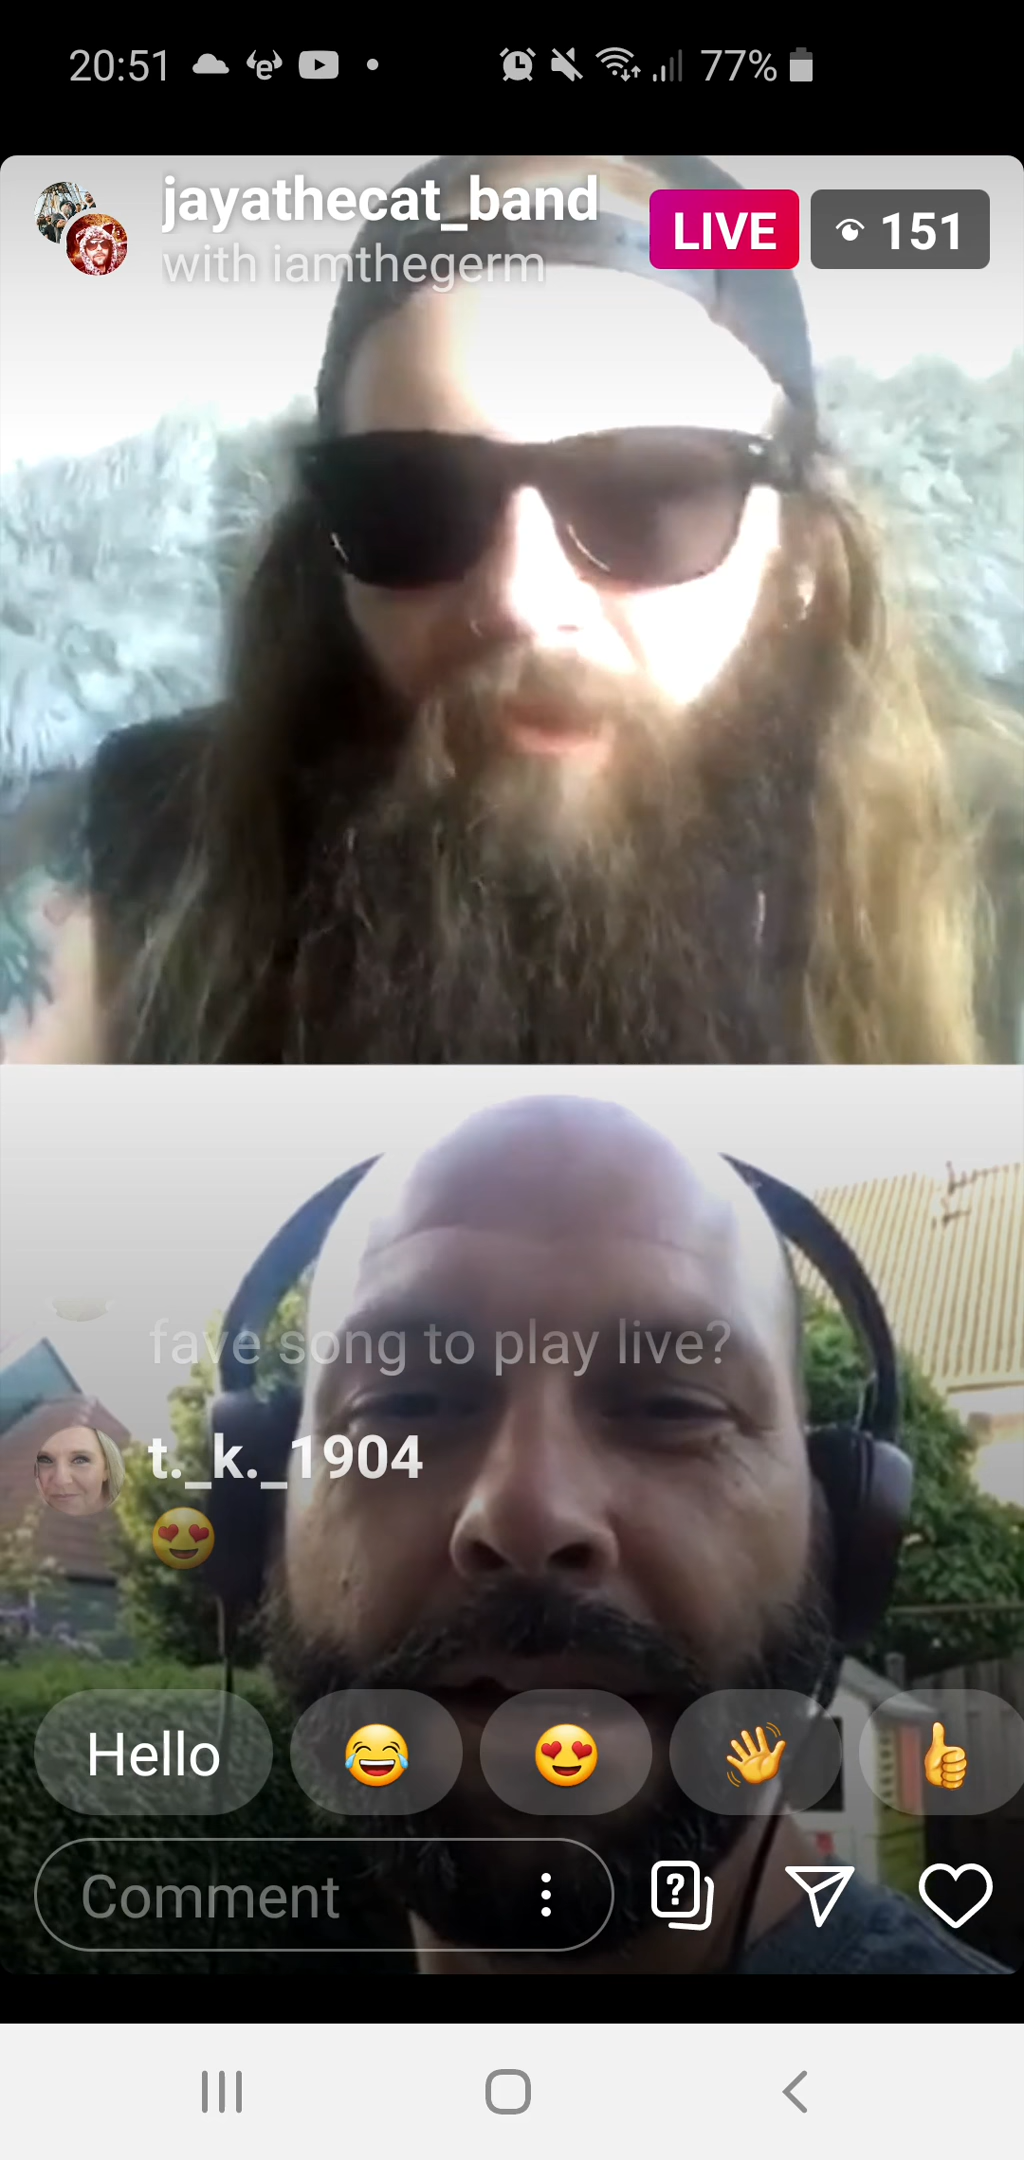 20:51
77%
jayathecat_band
with iamthegerm
LIVE
151
fave song to play live?
t._k._1904
Hello
Comment